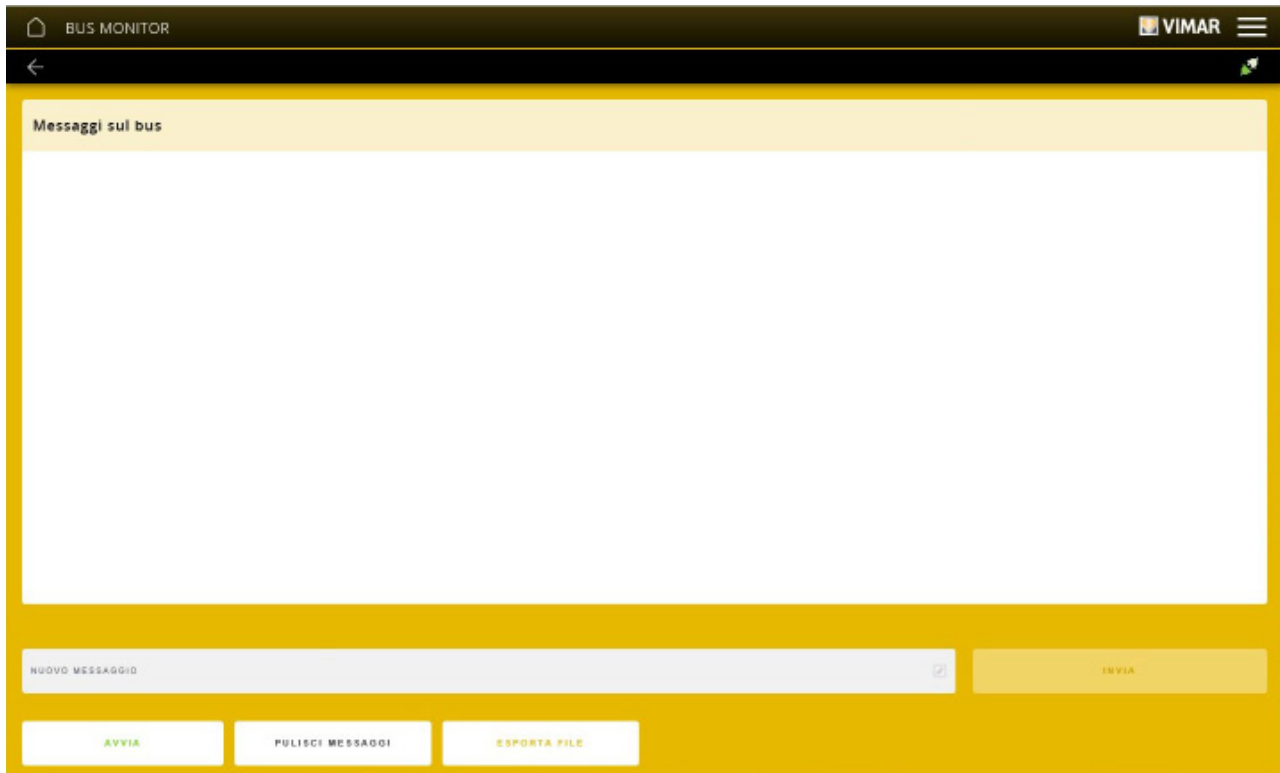 BUS MONITOR
VIMAR
Messaggi sul bus
NUOVO MESSAGGIO
INVIA
AVVIA
PULISCI MESSAGGI
ESPORTA FILE